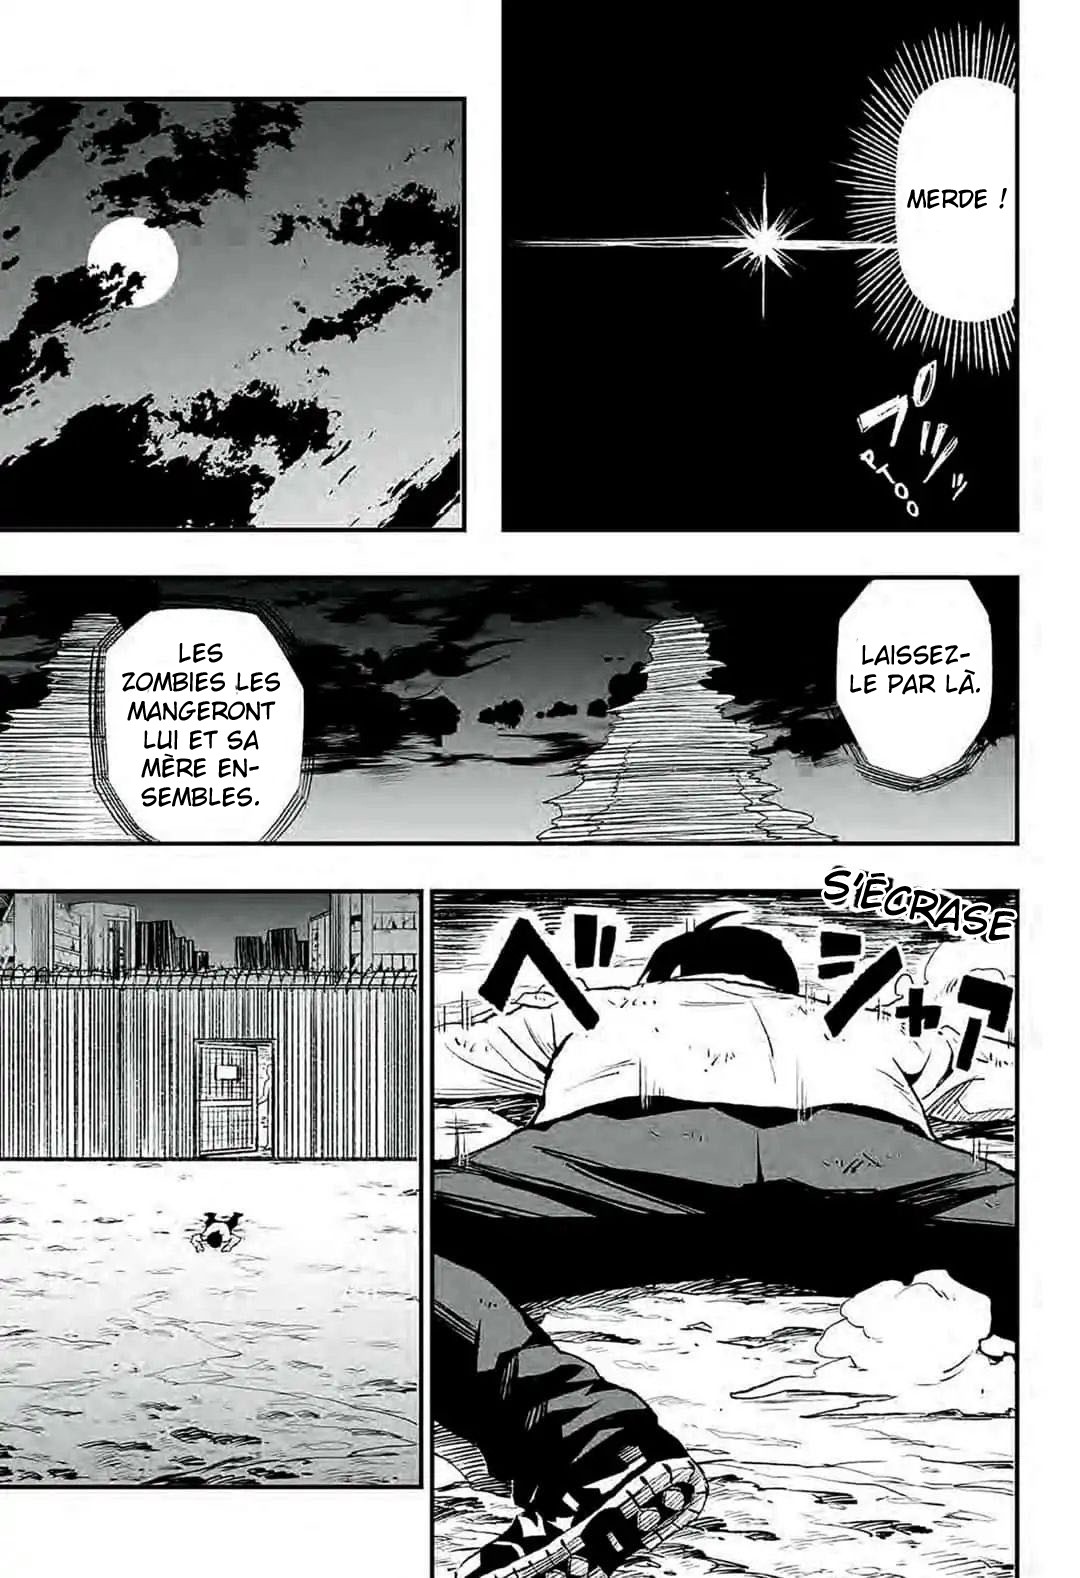 MERDE !
プッ
PTOO
LAISSEZ-
LE PAR LÀ.
LES
ZOMBIES LES
MANGERONT
LUI ET SA
MÈRE EN-
SEMBLES.
S'ÉCRASE
ベシャア